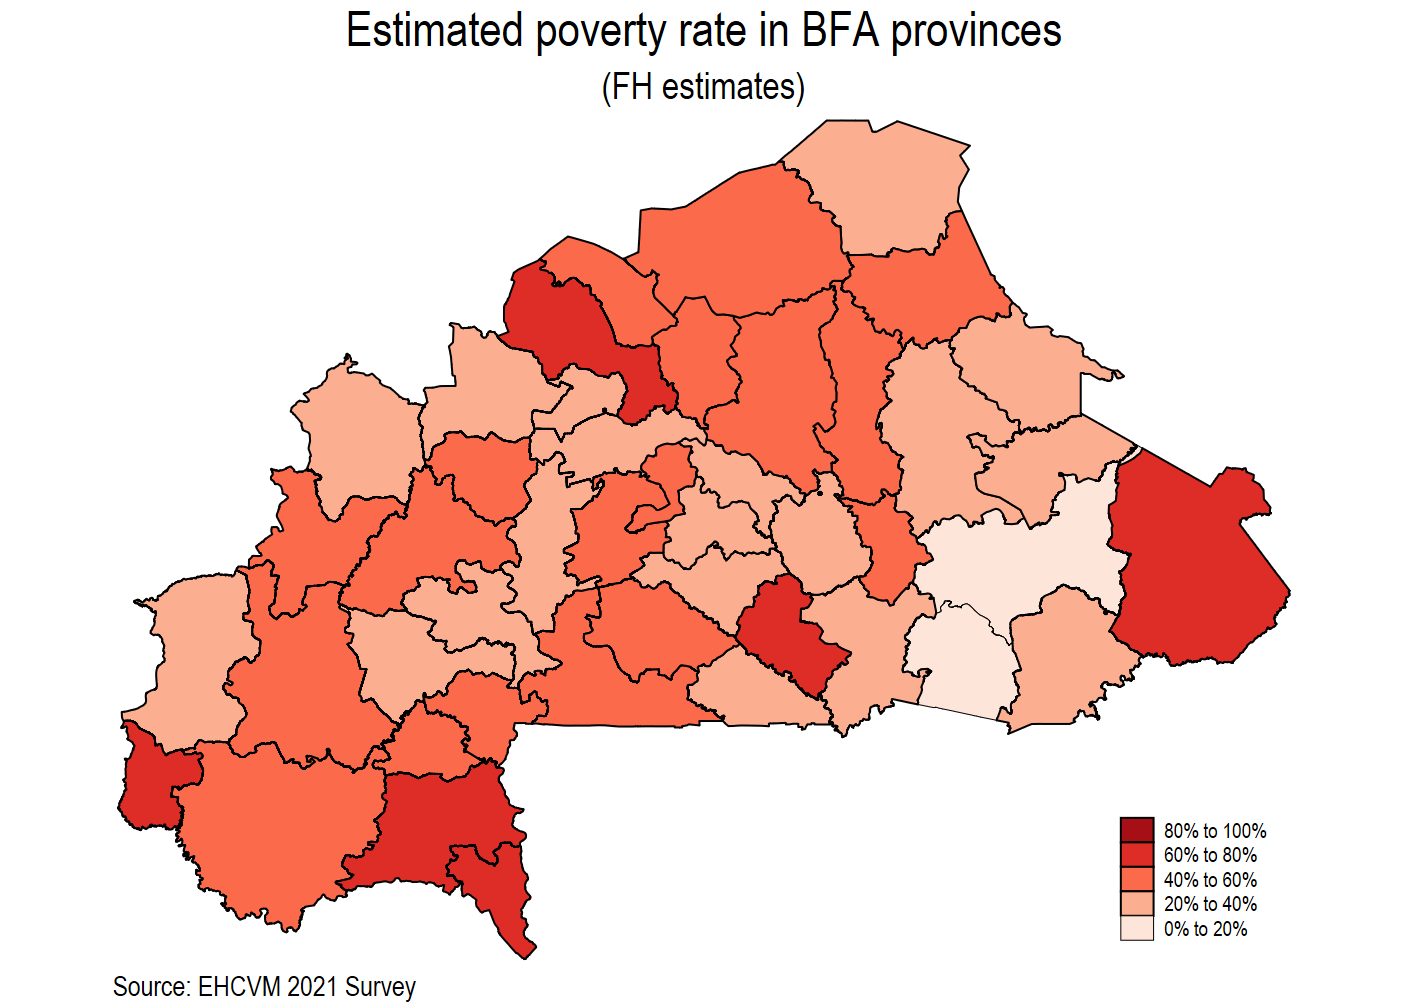 Estimated poverty rate in BFA provinces
(FH estimates)
80% to 100%
60% to 80%
40% to 60%
20% to 40%
0% to 20%
Source: EHCVM 2021 Survey